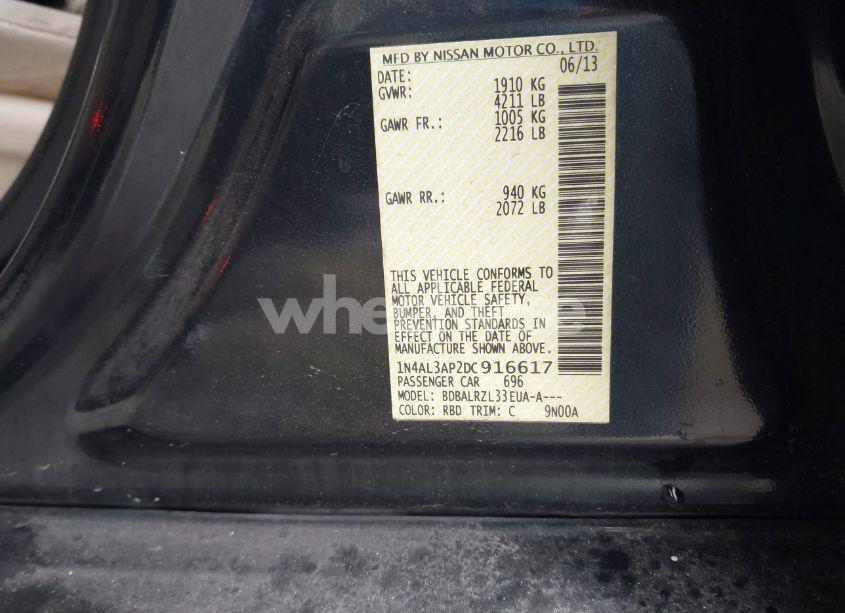 MFD BY NISSAN MOTOR CO., LTD.
DATE: 06/13
GVWR: 1910 KG
4211 LB
GAWR FR.: 1005 KG
2216 LB
GAWR RR.: 940 KG
2072 LB
THIS VEHICLE CONFORMS TO
ALL APPLICABLE FEDERAL
MOTOR VEHICLE SAFETY,
BUMPER, AND THEFT
PREVENTION STANDARDS IN
EFFECT ON THE DATE OF
MANUFACTURE SHOWN ABOVE.
1N4AL3AP2DC916617
PASSENGER CAR 696
MODEL: BDBALRZL33EUA-A---
COLOR: RBD TRIM: C 9N00A